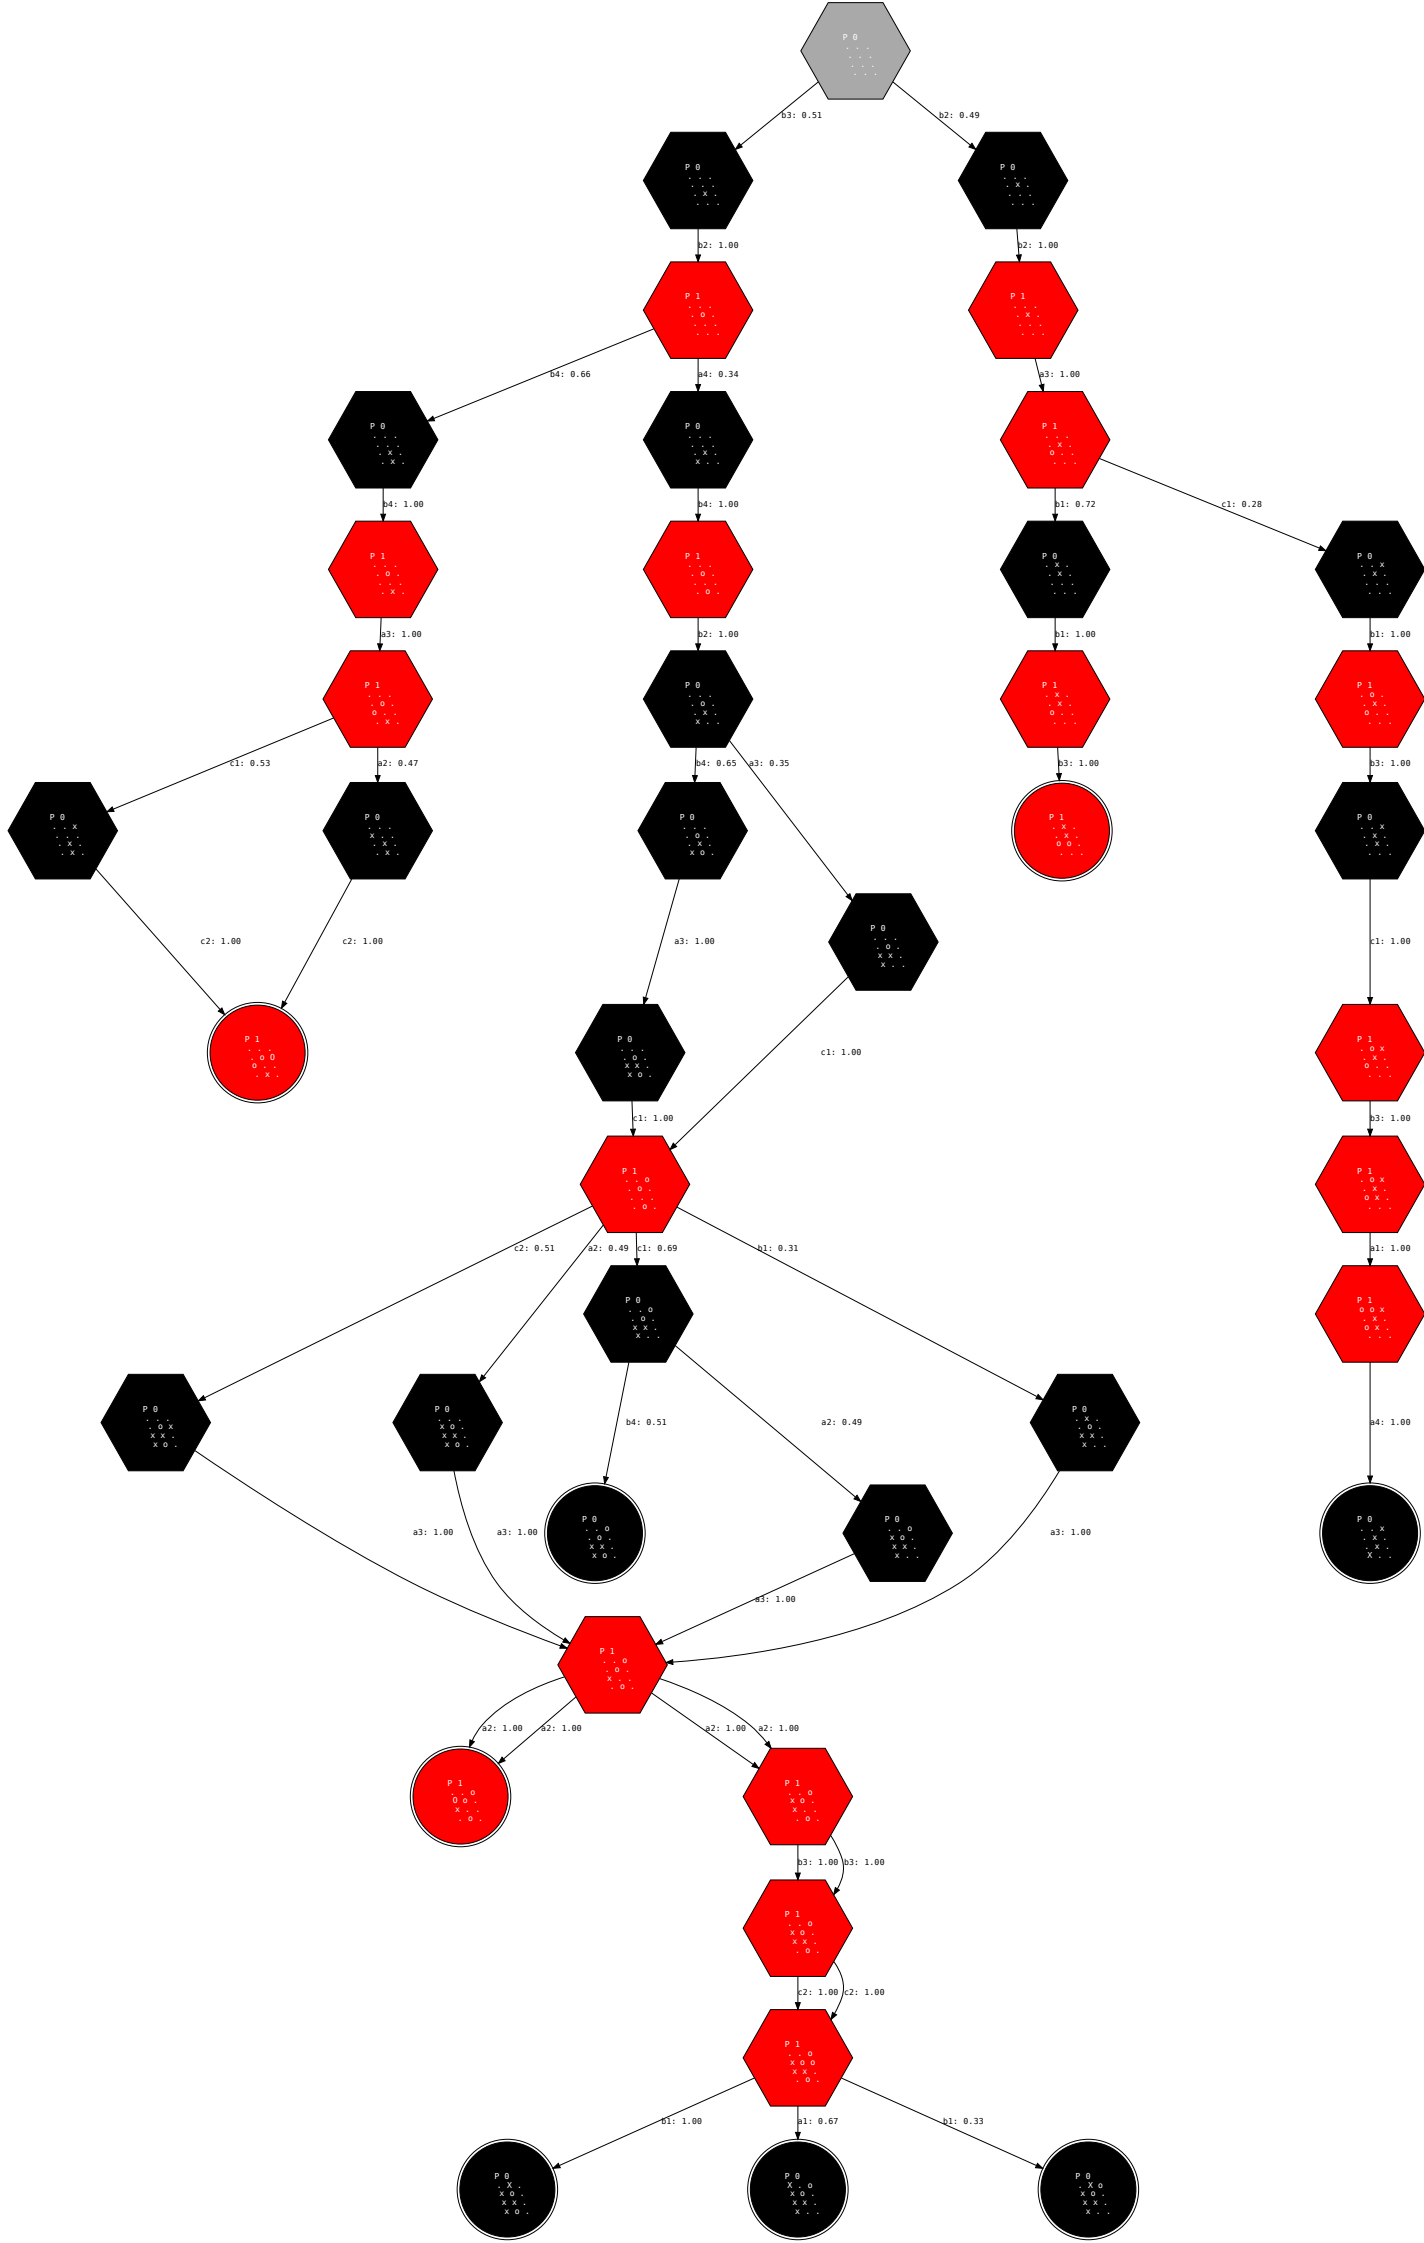 P 0
. . .
. . .
. . .
. . .
b3: 0.51
b2: 0.49
P 0
. . .
. . .
. x .
. . .
P 0
. . .
. x .
. . .
. . .
b2: 1.00
b2: 1.00
P 1
. . .
. o .
. . .
. . .
P 1
. . .
. x .
. . .
. . .
b4: 0.66
a4: 0.34
a3: 1.00
P 0
. . .
. . .
. x .
. x .
P 0
. . .
. . .
. x .
x . .
P 1
. . .
. x .
o . .
. . .
b4: 1.00
b4: 1.00
b1: 0.72
c1: 0.28
P 1
. . .
. o .
. . .
. x .
P 1
. . .
. o .
. . .
. o .
P 0
. x .
. x .
. . .
. . .
P 0
. . x
. x .
. . .
. . .
a3: 1.00
b2: 1.00
b1: 1.00
b1: 1.00
P 1
. . .
. o .
o . .
. x .
P 0
. . .
. o .
. x .
x . .
P 1
. x .
. x .
o . .
. . .
P 1
. o .
. x .
o . .
. . .
c1: 0.53
a2: 0.47
b4: 0.65
a3: 0.35
b3: 1.00
b3: 1.00
P 0
. . x
. . .
. x .
. x .
P 0
. . .
x . .
. x .
. x .
P 0
. . .
. o .
. x .
x o .
P 1
. x .
. x .
o o .
. . .
P 0
. . x
. x .
. x .
. . .
c2: 1.00
c2: 1.00
a3: 1.00
P 0
. . .
. o .
x x .
x . .
c1: 1.00
P 1
. . .
. o O
o . .
. x .
P 0
. . .
. o .
x x .
x o .
c1: 1.00
P 1
. o x
. x .
o . .
. . .
c1: 1.00
b3: 1.00
P 1
. . o
. o .
. . .
. o .
P 1
. o x
. x .
o x .
. . .
c2: 0.51
a2: 0.49
c1: 0.69
b1: 0.31
a1: 1.00
P 0
. . o
. o .
x x .
x . .
P 1
o o x
. x .
o x .
. . .
P 0
. . .
. o x
x x .
x o .
P 0
. . .
x o .
x x .
x o .
b4: 0.51
a2: 0.49
P 0
. x .
. o .
x x .
x . .
a4: 1.00
a3: 1.00
a3: 1.00
P 0
. . o
. o .
x x .
x o .
P 0
. . o
x o .
x x .
x . .
a3: 1.00
P 0
. . x
. x .
. x .
X . .
a3: 1.00
P 1
. . o
. o .
x . .
. o .
a2: 1.00
a2: 1.00
a2: 1.00
a2: 1.00
P 1
. . o
O o .
x . .
. o .
P 1
. . o
x o .
x . .
. o .
b3: 1.00
b3: 1.00
P 1
. . o
x o .
x x .
. o .
c2: 1.00
c2: 1.00
P 1
. . o
x o o
x x .
. o .
b1: 1.00
a1: 0.67
b1: 0.33
P 0
. X .
x o .
x x .
x o .
P 0
X . o
x o .
x x .
x . .
P 0
. X o
x o .
x x .
x . .